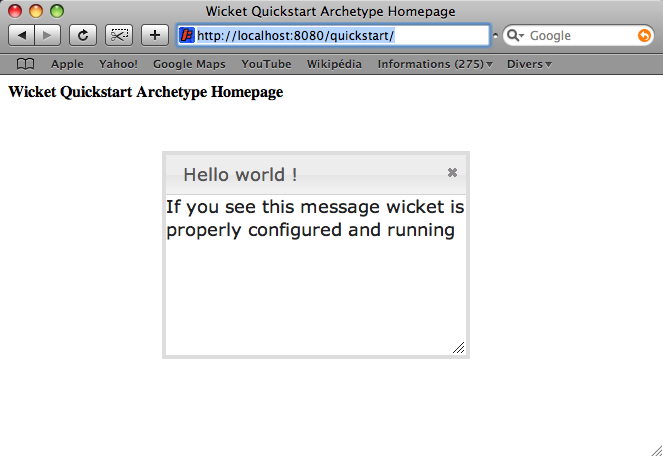 Wicket Quickstart Archetype Homepage
http://localhost:8080/quickstart/
Google
Apple Yahoo! Google Maps YouTube Wikipédia Informations (275) Divers
Wicket Quickstart Archetype Homepage
Hello world !
If you see this message wicket is
properly configured and running